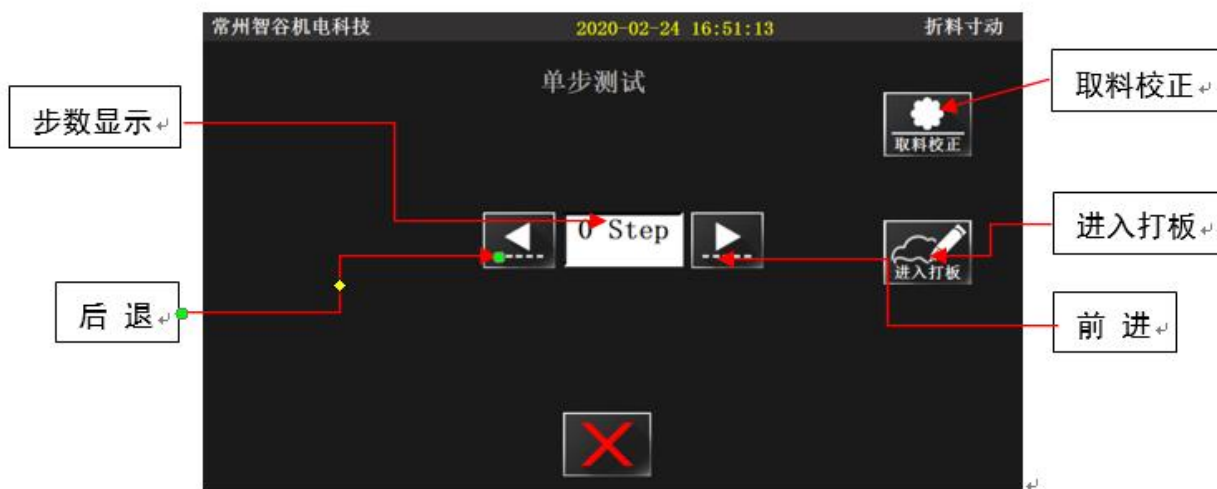 常州智谷机电科技 2020-02-24 16:51:13 折料寸动
单步测试
取料校正
步数显示
取料校正
0 Step
进入打板
进入打板
后 退
前 进